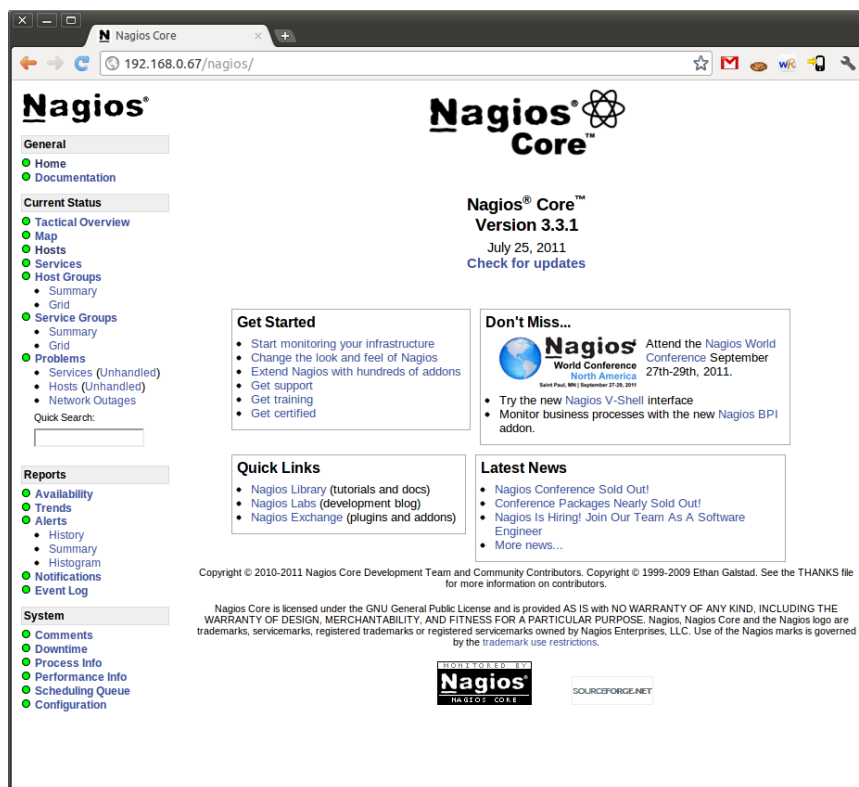 Nagios Core
192.168.0.67/nagios/
Nagios®
General
Home
Documentation
Current Status
Tactical Overview
Map
Hosts
Services
Host Groups
Summary
Grid
Service Groups
Summary
Grid
Problems
Services (Unhandled)
Hosts (Unhandled)
Network Outages
Quick Search:
Reports
Availability
Trends
Alerts
History
Summary
Histogram
Notifications
Event Log
System
Comments
Downtime
Process Info
Performance Info
Scheduling Queue
Configuration
Nagios®
Core™
Nagios® Core™
Version 3.3.1
July 25, 2011
Check for updates
Get Started
Start monitoring your infrastructure
Change the look and feel of Nagios
Extend Nagios with hundreds of addons
Get support
Get training
Get certified
Don't Miss...
Nagios
World Conference
North America
Saint Paul, MN | September 27-29, 2011
Attend the Nagios World
Conference September
27th-29th, 2011.
Try the new Nagios V-Shell interface
Monitor business processes with the new Nagios BPI
addon.
Quick Links
Nagios Library (tutorials and docs)
Nagios Labs (development blog)
Nagios Exchange (plugins and addons)
Latest News
Nagios Conference Sold Out!
Conference Packages Nearly Sold Out!
Nagios Is Hiring! Join Our Team As A Software
Engineer
More news...
Copyright © 2010-2011 Nagios Core Development Team and Community Contributors. Copyright © 1999-2009 Ethan Galstad. See the THANKS file
for more information on contributors.
Nagios Core is licensed under the GNU General Public License and is provided AS IS with NO WARRANTY OF ANY KIND, INCLUDING THE
WARRANTY OF DESIGN, MERCHANTABILITY, AND FITNESS FOR A PARTICULAR PURPOSE. Nagios, Nagios Core and the Nagios logo are
trademarks, servicemarks, registered trademarks or registered servicemarks owned by Nagios Enterprises, LLC. Use of the Nagios marks is governed
by the trademark use restrictions.
MONITORED BY
Nagios®
NAGIOS CORE
SOURCEFORGE.NET